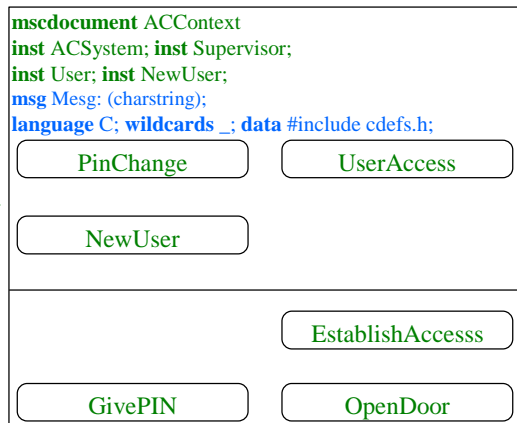 mscdocument ACContext
inst ACSystem; inst Supervisor;
inst User; inst NewUser;
msg Mesg: (charstring);
language C; wildcards _; data #include cdefs.h;
PinChange UserAccess
NewUser
EstablishAccesss
GivePIN OpenDoor